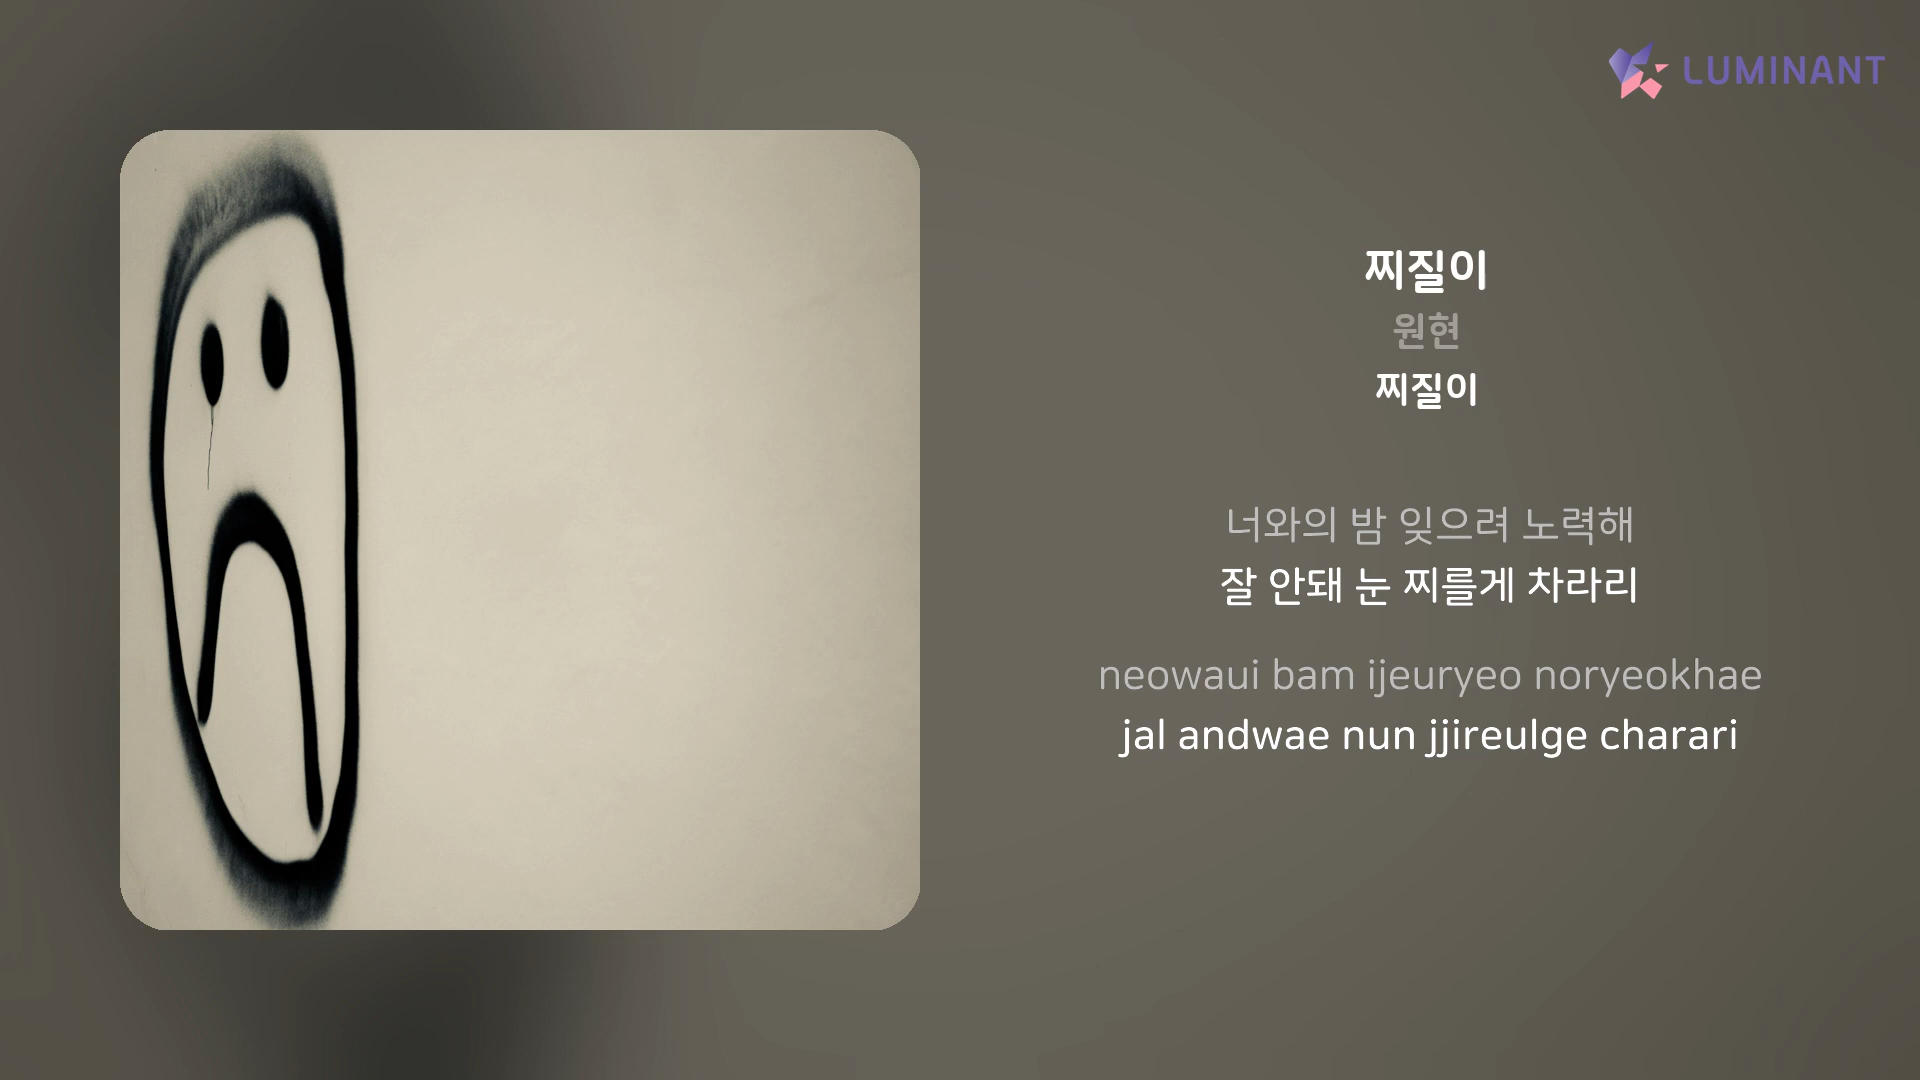 LUMINANT
찌질이
원현
찌질이
너와의 밤 잊으려 노력해
잘 안돼 눈 찌를게 차라리
neowaui bam ijeuryeo noryeokhae
jal andwae nun jjireulge charari